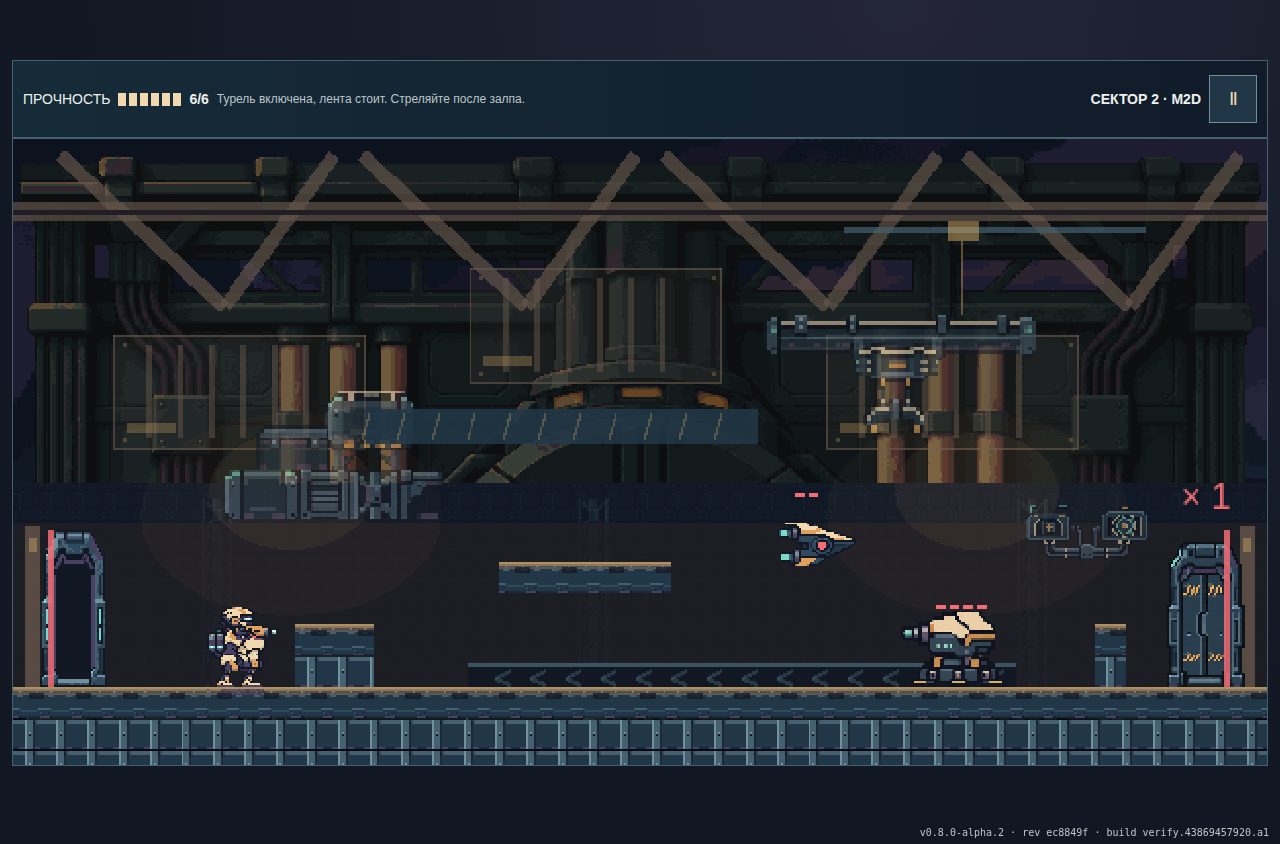 ПРОЧНОСТЬ 6/6 Турель включена, лента стоит. Стреляйте после залпа. СЕКТОР 2 · M2D II
× 1
v0.8.0-alpha.2 · rev ec8849f · build verify.43869457920.a1